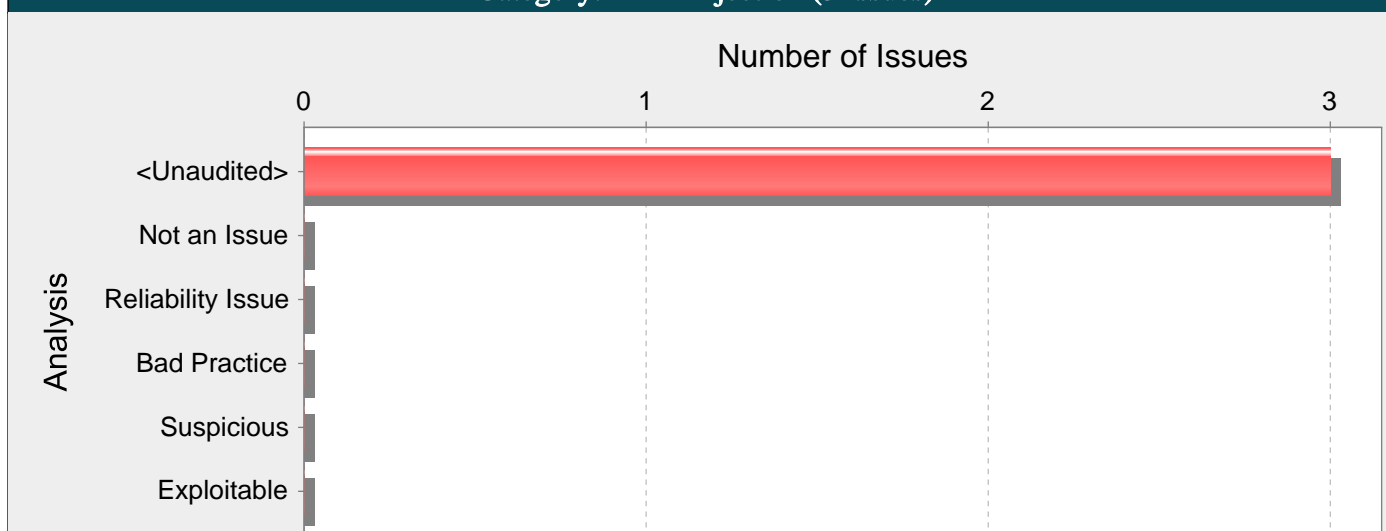 Number of Issues
0 1 2 3
<Unaudited>
Not an Issue
Reliability Issue
Bad Practice
Suspicious
Exploitable
Analysis